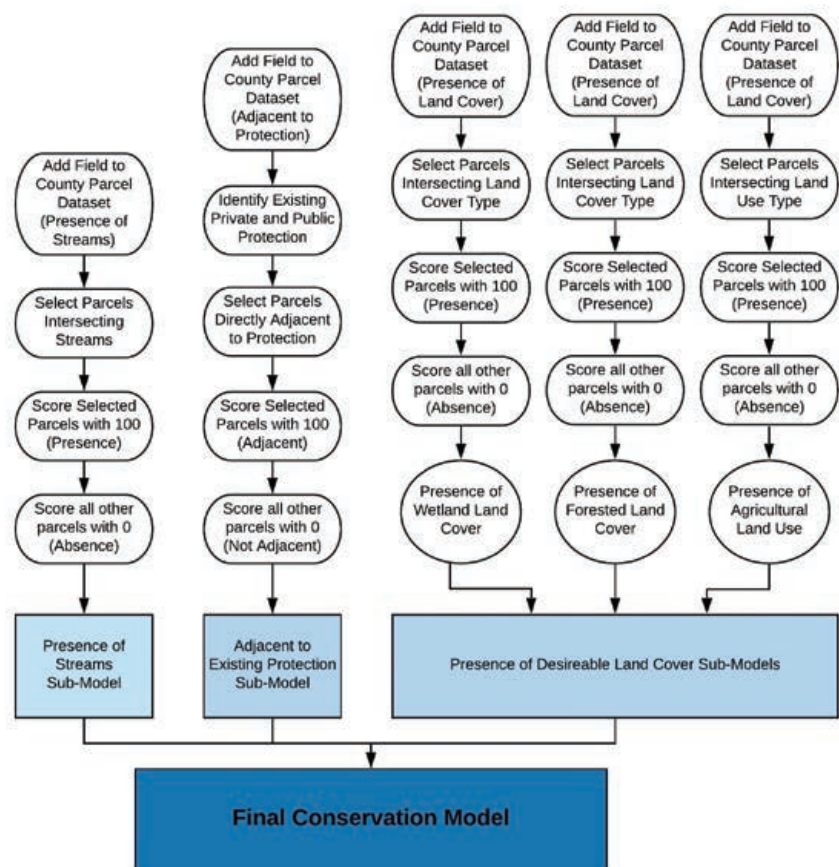 Add Field to
County Parcel
Dataset
(Presence of
Streams)
Select Parcels
Intersecting
Streams
Score Selected
Parcels with 100
(Presence)
Score all other
parcels with 0
(Absence)
Presence of
Streams
Sub-Model
Add Field to
County Parcel
Dataset
(Adjacent to
Protection)
Identify Existing
Private and Public
Protection
Select Parcels
Directly Adjacent
to Protection
Score Selected
Parcels with 100
(Adjacent)
Score all other
parcels with 0
(Not Adjacent)
Adjacent to
Existing Protection
Sub-Model
Add Field to
County Parcel
Dataset
(Presence of
Land Cover)
Select Parcels
Intersecting Land
Cover Type
Score Selected
Parcels with 100
(Presence)
Score all other
parcels with 0
(Absence)
Presence of
Wetland Land
Cover
Add Field to
County Parcel
Dataset
(Presence of
Land Cover)
Select Parcels
Intersecting Land
Cover Type
Score Selected
Parcels with 100
(Presence)
Score all other
parcels with 0
(Absence)
Presence of
Forested Land
Cover
Add Field to
County Parcel
Dataset
(Presence of
Land Cover)
Select Parcels
Intersecting Land
Use Type
Score Selected
Parcels with 100
(Presence)
Score all other
parcels with 0
(Absence)
Presence of
Agricultural
Land Use
Presence of Desireable Land Cover Sub-Models
Final Conservation Model